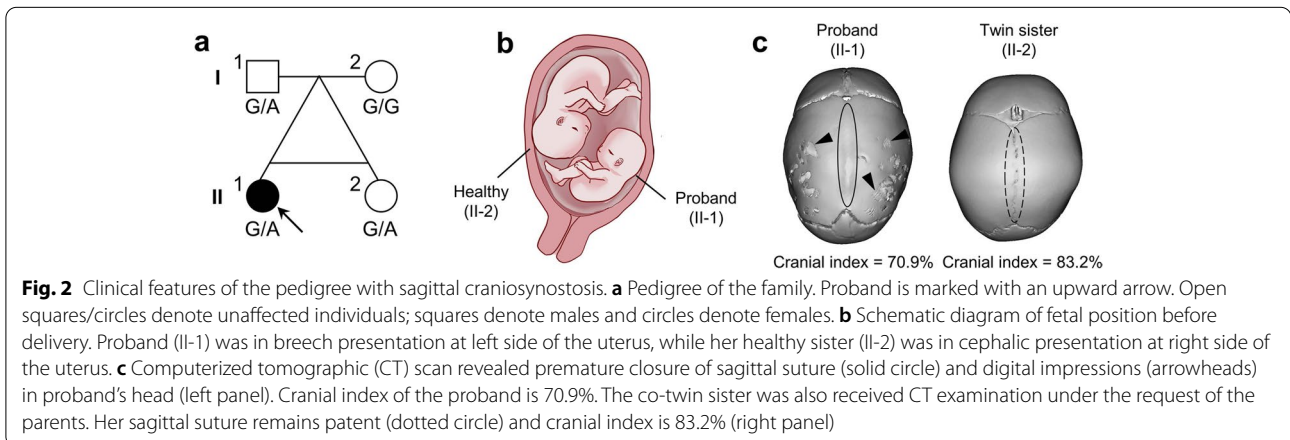 a
I
1
G/A
2
G/G
II
1
G/A
2
G/A
b
Healthy
(II-2)
Proband
(II-1)
c
Proband
(II-1)
Twin sister
(II-2)
Cranial index = 70.9%
Cranial index = 83.2%
Fig. 2 Clinical features of the pedigree with sagittal craniosynostosis. a Pedigree of the family. Proband is marked with an upward arrow. Open
squares/circles denote unaffected individuals; squares denote males and circles denote females. b Schematic diagram of fetal position before
delivery. Proband (II-1) was in breech presentation at left side of the uterus, while her healthy sister (II-2) was in cephalic presentation at right side of
the uterus. c Computerized tomographic (CT) scan revealed premature closure of sagittal suture (solid circle) and digital impressions (arrowheads)
in proband's head (left panel). Cranial index of the proband is 70.9%. The co-twin sister was also received CT examination under the request of the
parents. Her sagittal suture remains patent (dotted circle) and cranial index is 83.2% (right panel)